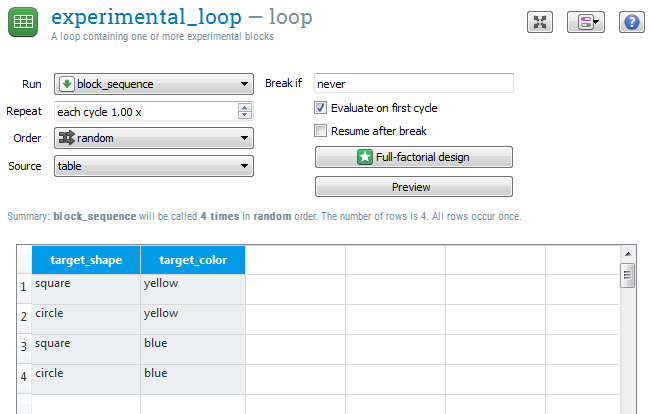 experimental_loop — loop
A loop containing one or more experimental blocks
Run block_sequence Break if never
Repeat each cycle 1.00 x Evaluate on first cycle
Order random Resume after break
Source table Full-factorial design
Preview
Summary: block_sequence will be called 4 times in random order. The number of rows is 4. All rows occur once.
target_shape target_color
1 square yellow
2 circle yellow
3 square blue
4 circle blue